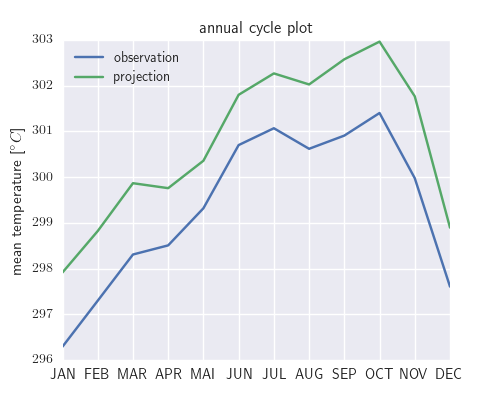 annual cycle plot
observation
projection
mean temperature [°C]
303
302
301
300
299
298
297
296
JAN FEB MAR APR MAI JUN JUL AUG SEP OCT NOV DEC